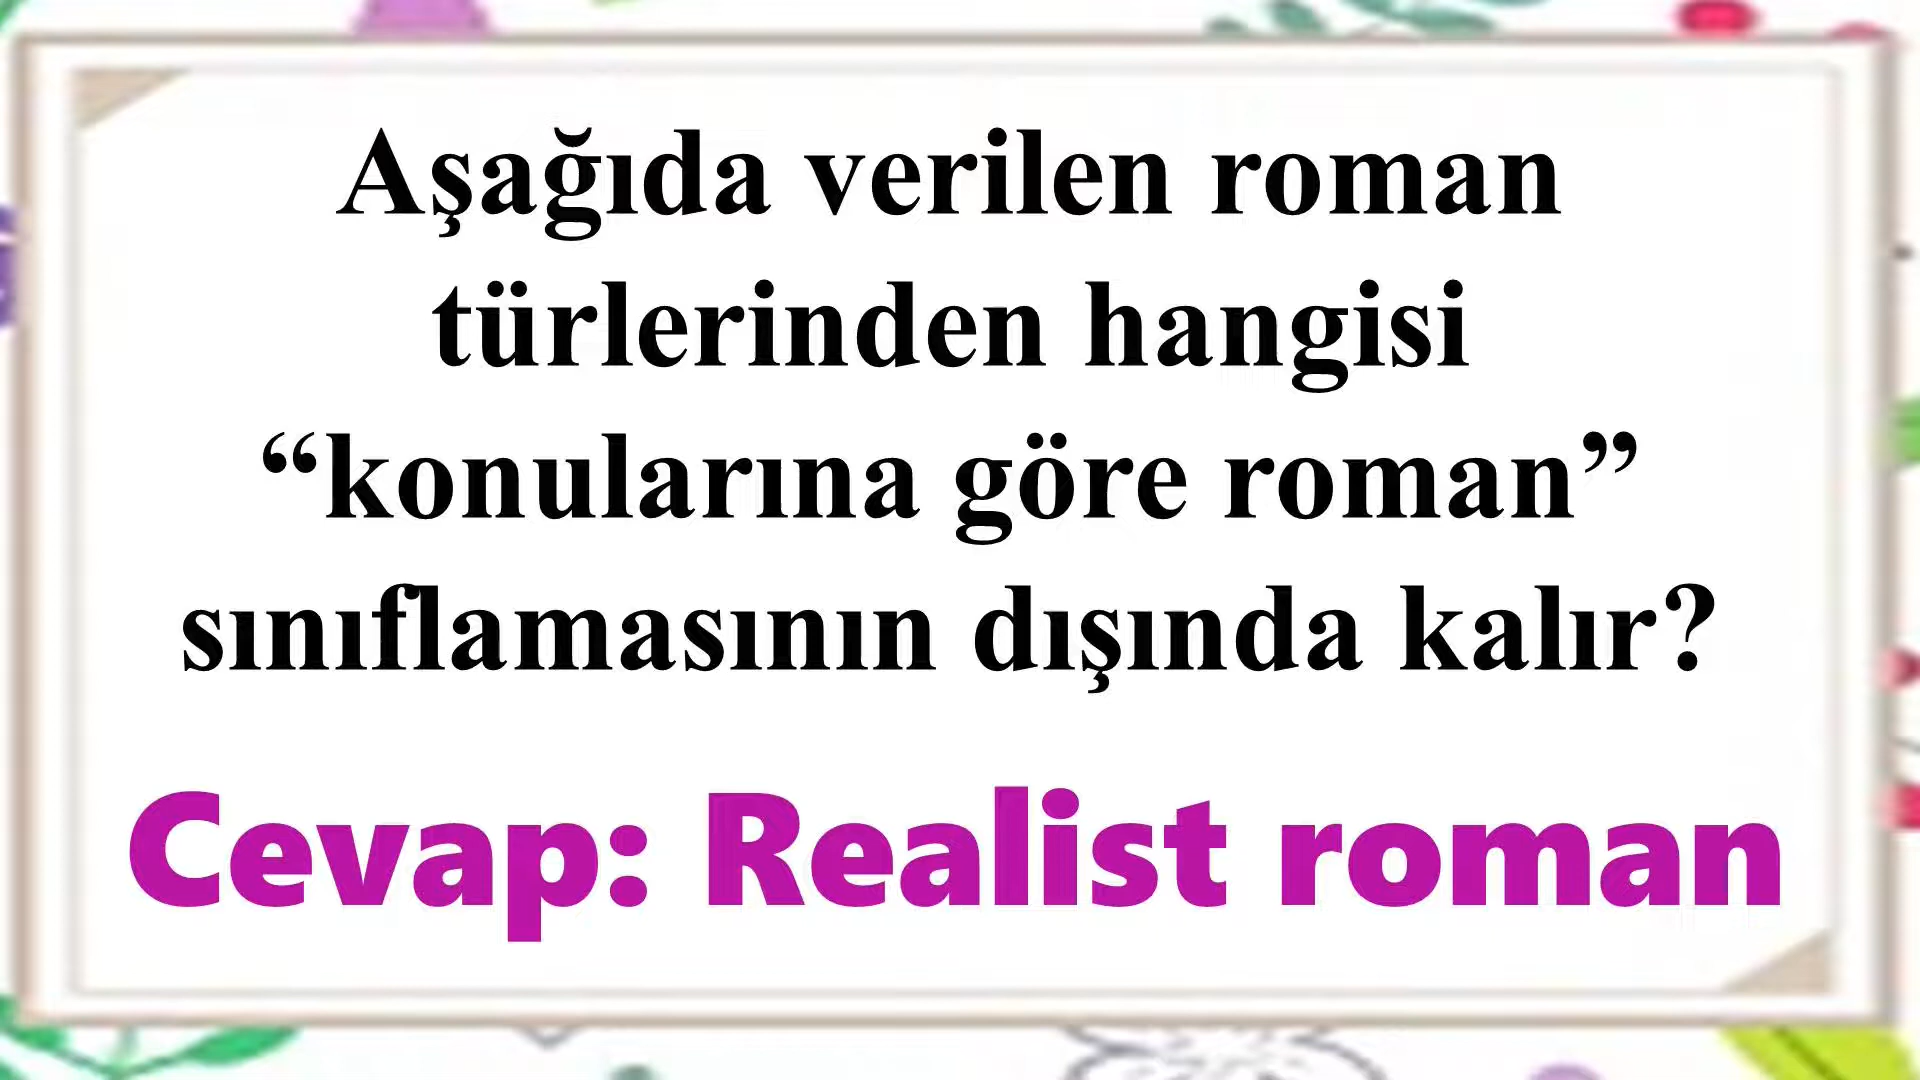 Aşağıda verilen roman
türlerinden hangisi
“konularına göre roman”
sınıflamasının dışında kalır?
Cevap: Realist roman